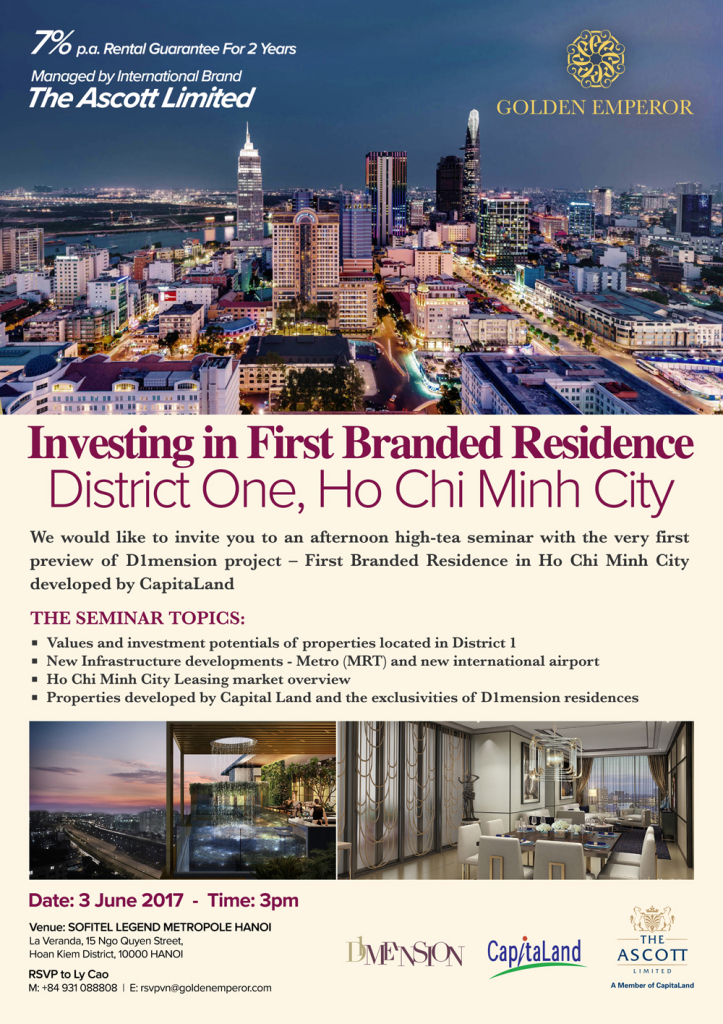 7% p.a. Rental Guarantee For 2 Years
Managed by International Brand
The Ascott Limited
GOLDEN EMPEROR
Investing in First Branded Residence
District One, Ho Chi Minh City
We would like to invite you to an afternoon high-tea seminar with the very first
preview of D1mension project – First Branded Residence in Ho Chi Minh City
developed by CapitaLand
THE SEMINAR TOPICS:
▪ Values and investment potentials of properties located in District 1
▪ New Infrastructure developments - Metro (MRT) and new international airport
▪ Ho Chi Minh City Leasing market overview
▪ Properties developed by Capital Land and the exclusivities of D1mension residences
Date: 3 June 2017 - Time: 3pm
Venue: SOFITEL LEGEND METROPOLE HANOI
La Veranda, 15 Ngo Quyen Street,
Hoan Kiem District, 10000 HANOI
RSVP to Ly Cao
M: +84 931 088808 | E: rsvpvn@goldenemperor.com
D1MENSION
CapitaLand
THE
ASCOTT
LIMITED
A Member of CapitaLand